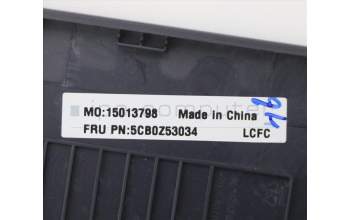 MO:15013798 Made in China
FRU PN:5CB0Z53034 LCFC